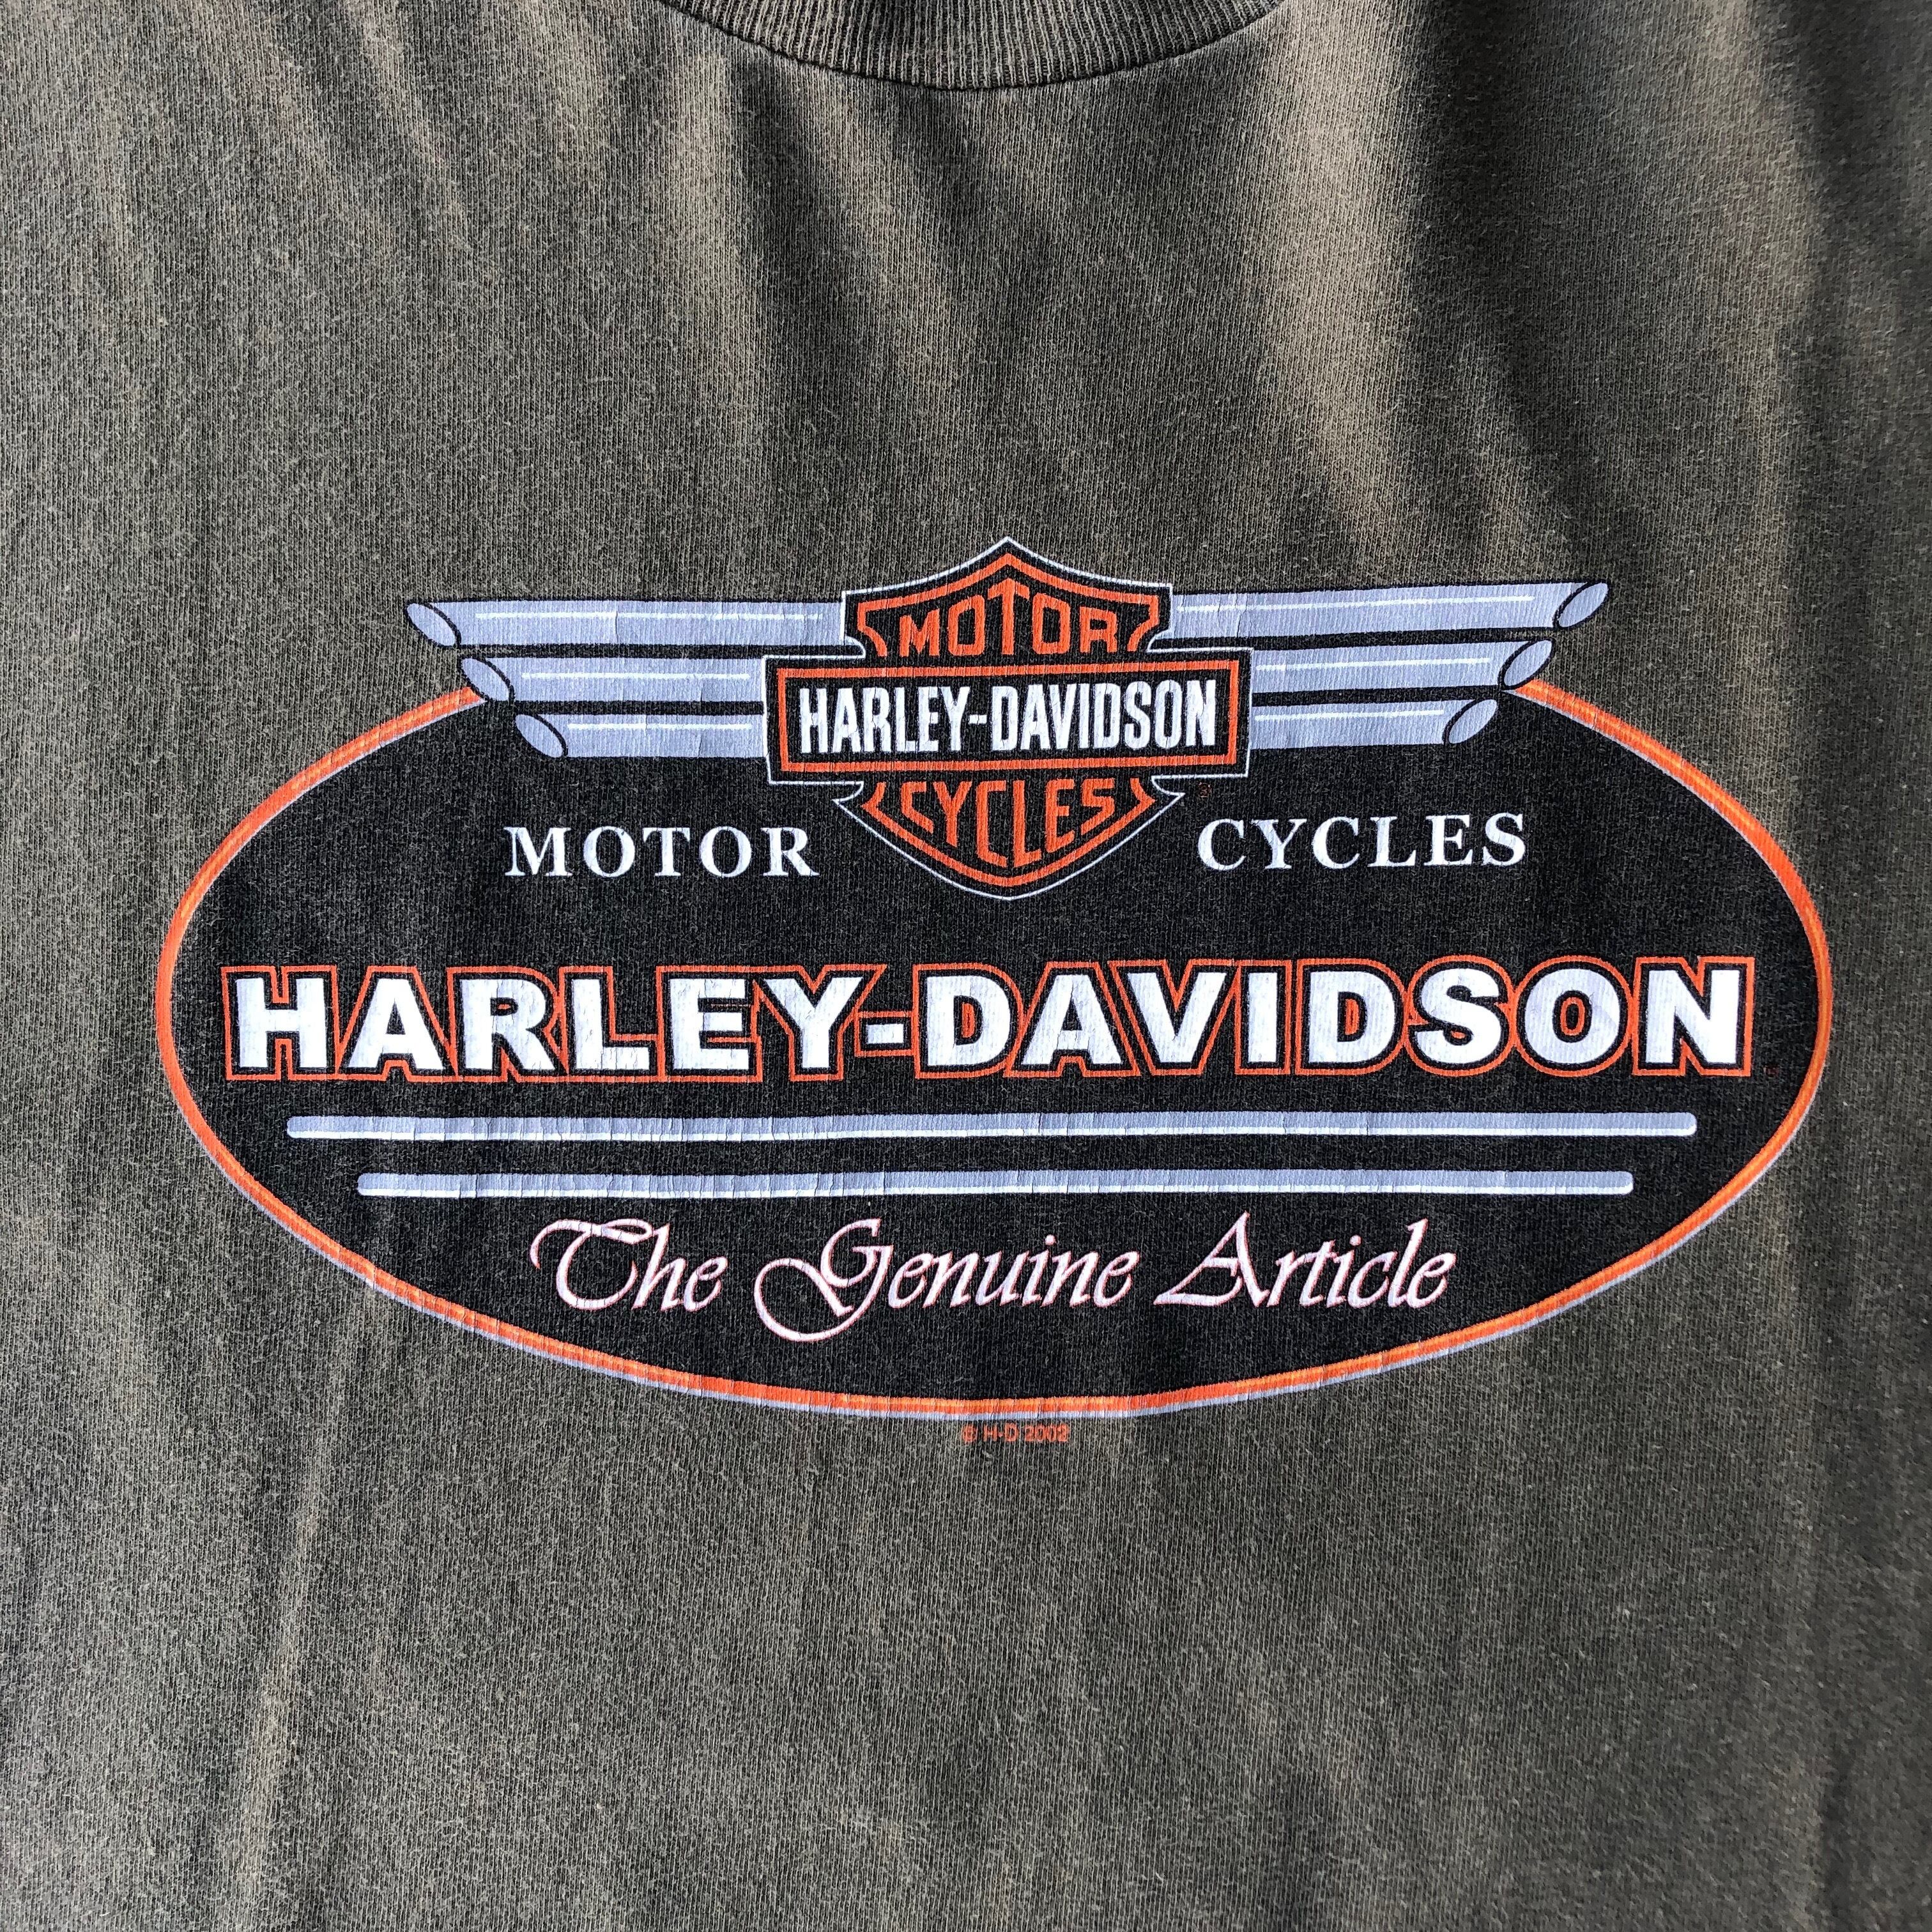 MOTOR
HARLEY-DAVIDSON
CYCLES
MOTOR CYCLES
HARLEY-DAVIDSON
The Genuine Article
© H-D 2002